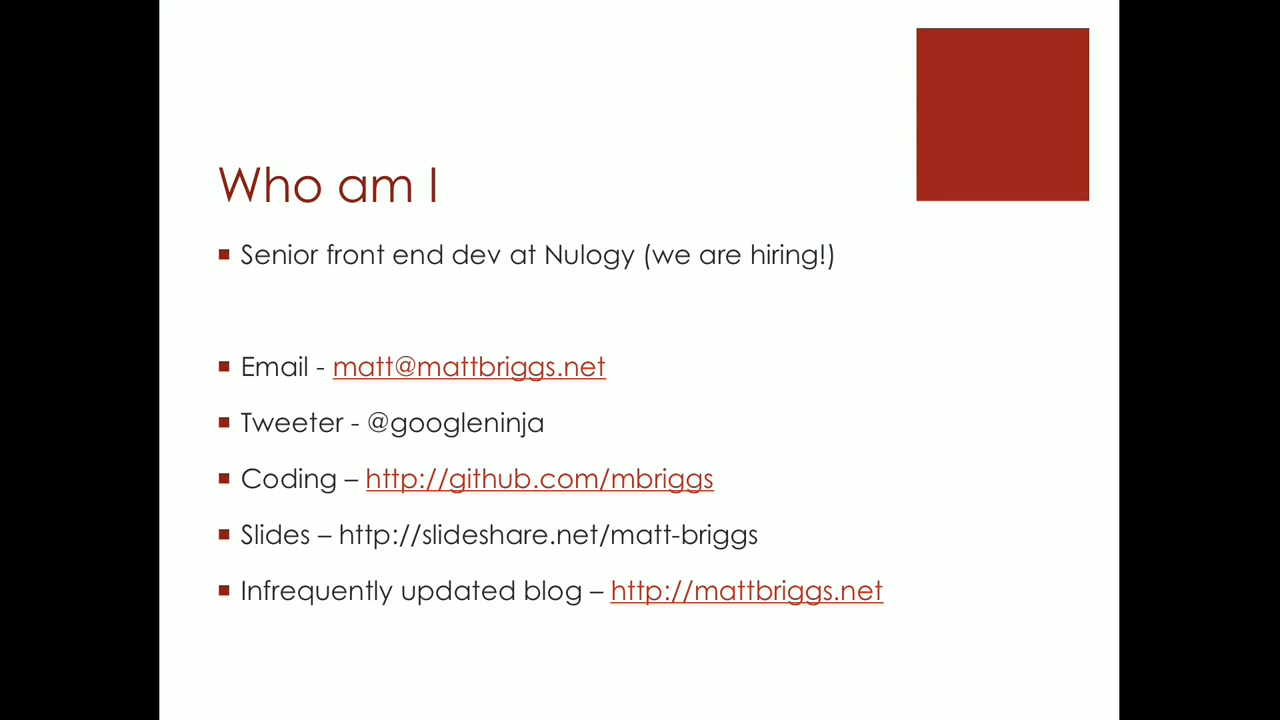 Who am I
Senior front end dev at Nulogy (we are hiring!)
Email - matt@mattbriggs.net
Tweeter - @googleninja
Coding – http://github.com/mbriggs
Slides – http://slideshare.net/matt-briggs
Infrequently updated blog – http://mattbriggs.net